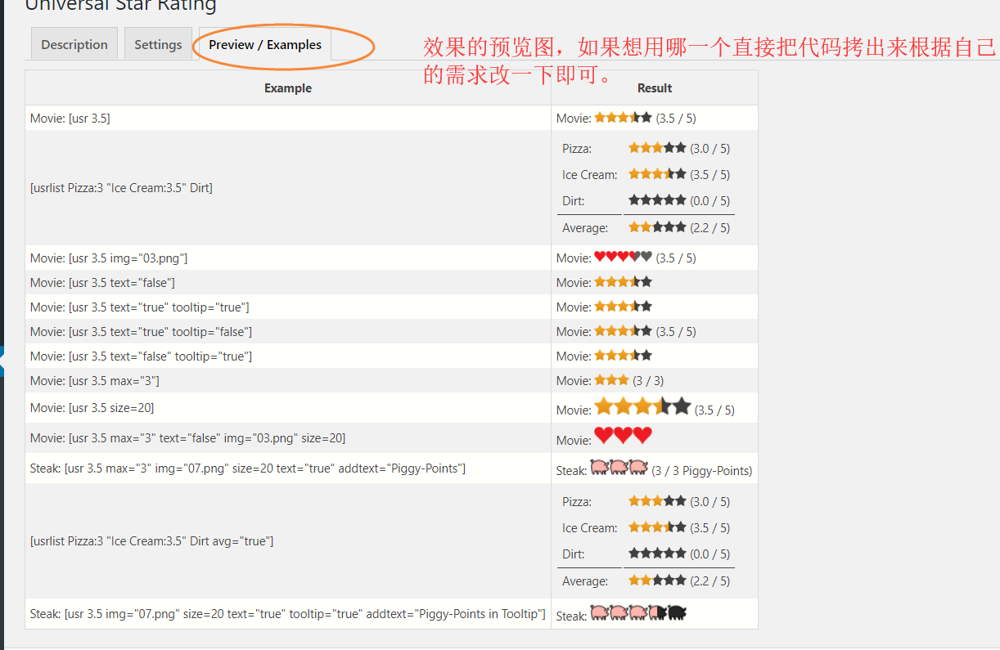 Universal Star Rating
Description Settings Preview / Examples
效果的预览图，如果想用哪一个直接把代码拷出来根据自己
的需求改一下即可。
Example Result
Movie: [usr 3.5] Movie: (3.5 / 5)
[usrlist Pizza:3 "Ice Cream:3.5" Dirt]
Pizza: (3.0 / 5)
Ice Cream: (3.5 / 5)
Dirt: (0.0 / 5)
Average: (2.2 / 5)
Movie: [usr 3.5 img="03.png"] Movie: (3.5 / 5)
Movie: [usr 3.5 text="false"] Movie:
Movie: [usr 3.5 text="true" tooltip="true"] Movie:
Movie: [usr 3.5 text="true" tooltip="false"] Movie: (3.5 / 5)
Movie: [usr 3.5 text="false" tooltip="true"] Movie:
Movie: [usr 3.5 max="3"] Movie: (3 / 3)
Movie: [usr 3.5 size=20] Movie: (3.5 / 5)
Movie: [usr 3.5 max="3" text="false" img="03.png" size=20] Movie:
Steak: [usr 3.5 max="3" img="07.png" size=20 text="true" addtext="Piggy-Points"] Steak: (3 / 3 Piggy-Points)
[usrlist Pizza:3 "Ice Cream:3.5" Dirt avg="true"]
Pizza: (3.0 / 5)
Ice Cream: (3.5 / 5)
Dirt: (0.0 / 5)
Average: (2.2 / 5)
Steak: [usr 3.5 img="07.png" size=20 text="true" tooltip="true" addtext="Piggy-Points in Tooltip"] Steak: